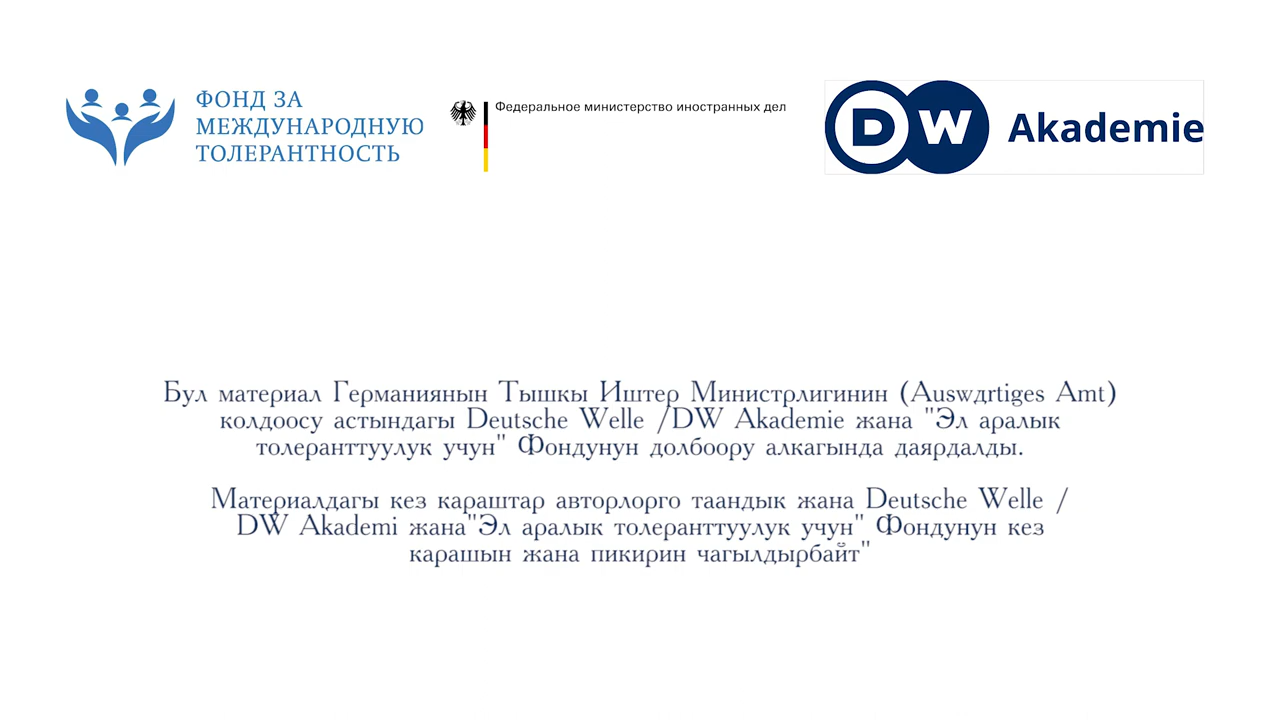 ФОНД ЗА
МЕЖДУНАРОДНУЮ
ТОЛЕРАНТНОСТЬ
Федеральное министерство иностранных дел
DW Akademie
Бул материал Германиянын Тышкы Иштер Министрлигинин (Auswдrtiges Amt)
колдоосу астындагы Deutsche Welle /DW Akademie жана "Эл аралык
толеранттуулук учун" Фондунун долбоору алкагында даярдалды.
Материалдагы кез караштар авторлорго таандык жана Deutsche Welle /
DW Akademi жана"Эл аралык толеранттуулук учун" Фондунун кез
карашын жана пикирин чагылдырбайт"